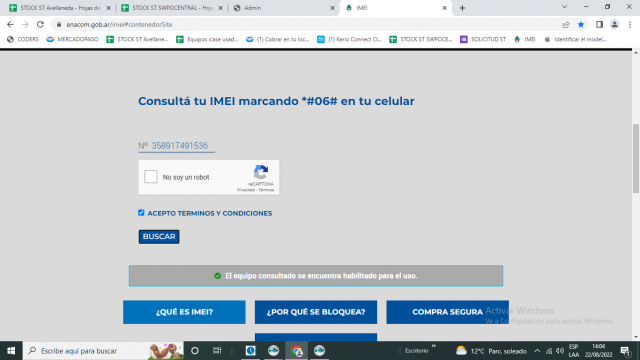 STOCK ST Avellaneda - Hojas de
STOCK ST SWPOCENTRAL - Hoj
Admin
IMEI
enacom.gob.ar/imei#contenedorSite
CODERS
MERCADOPAGO
STOCK ST Avellane...
Equipos icase usad...
(1) Cobrar en tu loc...
(1) Kerio Connect Cl...
STOCK ST SWPOCE...
SOLICITUD ST
IMEI
Identificar el model...
Consultá tu IMEI marcando *#06# en tu celular
Nº 358917491536
No soy un robot
reCAPTCHA
Privacidad - Términos
ACEPTO TERMINOS Y CONDICIONES
BUSCAR
El equipo consultado se encuentra habilitado para el uso.
¿QUÉ ES IMEI?
¿POR QUÉ SE BLOQUEA?
COMPRA SEGURA
Activar Windows
Ve a Configuración para activar Windows.
Escribe aquí para buscar
Escritorio
12°C Parc. soleado
ESP
LAA
14:04
22/08/2022